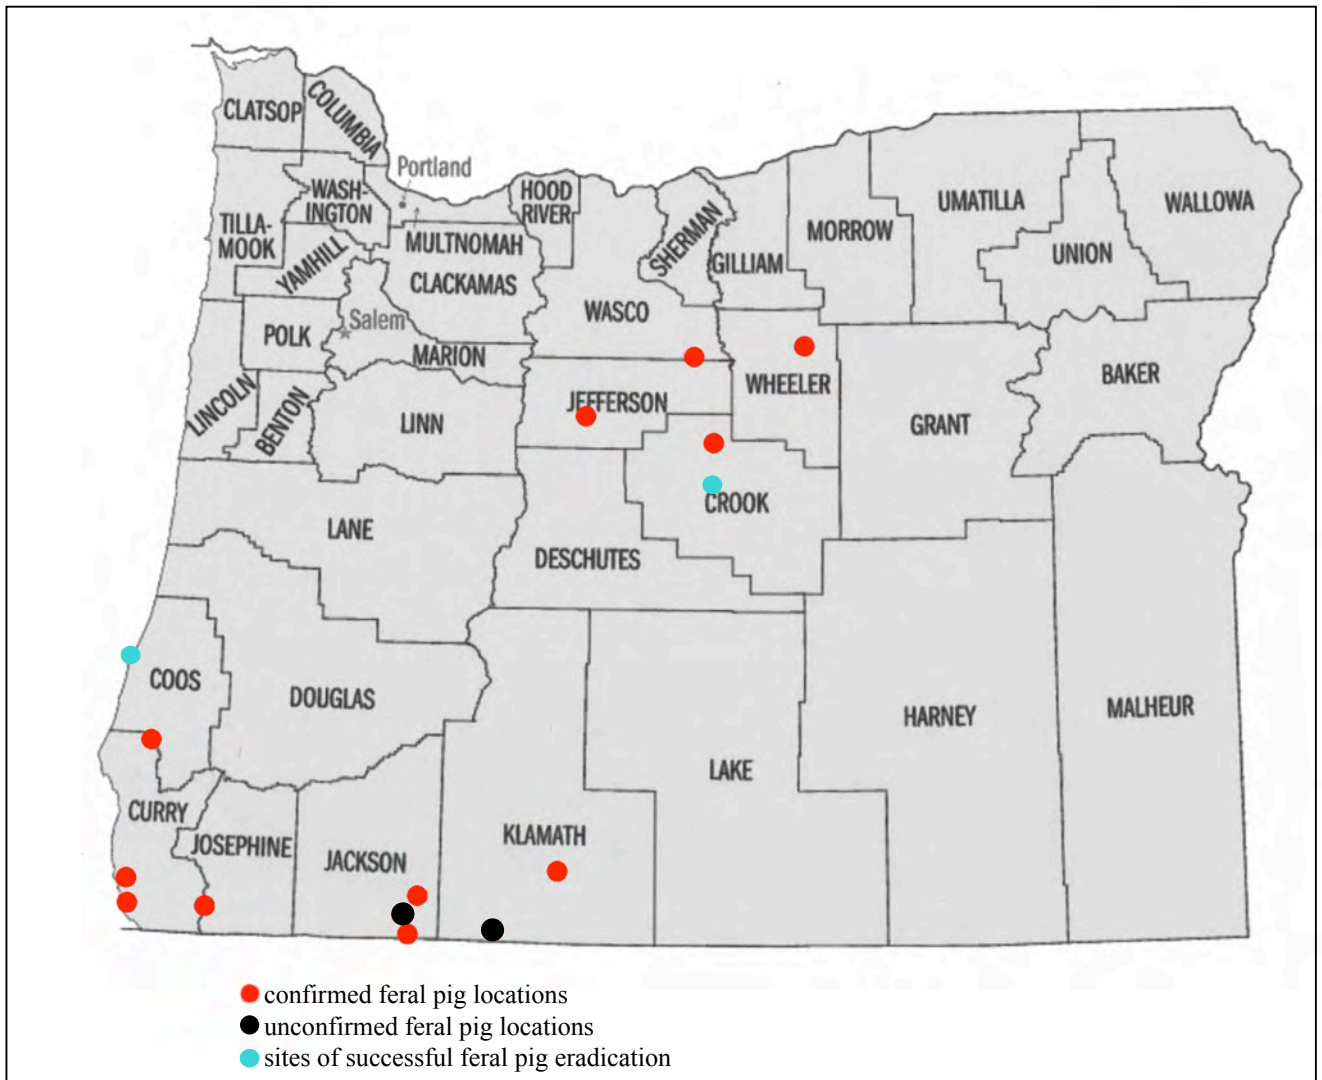 CLATSOP
COLUMBIA
Portland
WASH-
INGTON
HOOD
RIVER
TILLA-
MOOK
YAMHILL
MULTNOMAH
CLACKAMAS
SHERMAN
GILLIAM
MORROW
UMATILLA
UNION
WALLOWA
WASCO
POLK
Salem
MARION
LINCOLN
BENTON
LINN
JEFFERSON
WHEELER
GRANT
BAKER
CROOK
LANE
DESCHUTES
COOS
DOUGLAS
HARNEY
MALHEUR
LAKE
CURRY
JOSEPHINE
JACKSON
KLAMATH
confirmed feral pig locations
unconfirmed feral pig locations
sites of successful feral pig eradication